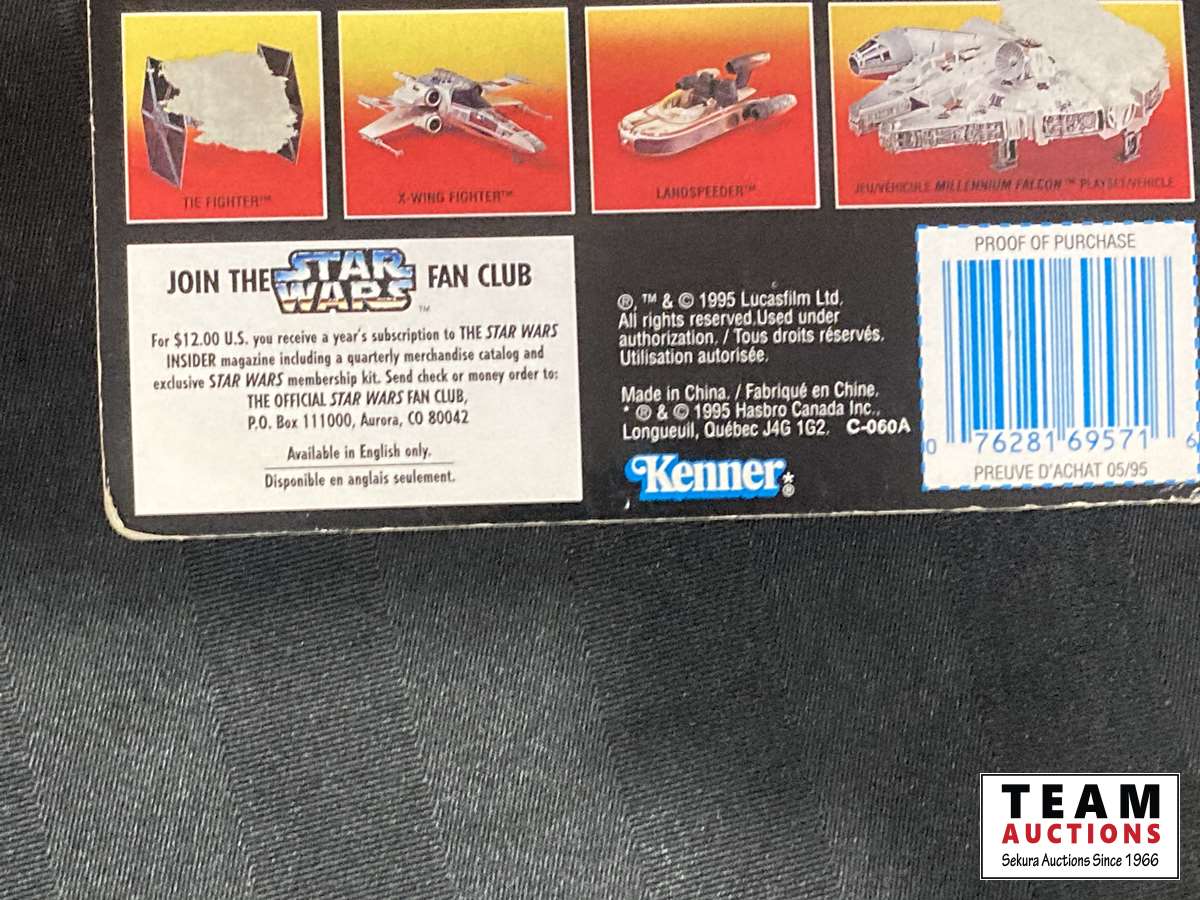 TIE FIGHTER™
X-WING FIGHTER™
LANDSPEEDER™
JEU/VÉHICULE MILLENNIUM FALCON™ PLAYSET/VEHICLE
JOIN THE STAR WARS™ FAN CLUB
For $12.00 U.S. you receive a year's subscription to THE STAR WARS
INSIDER magazine including a quarterly merchandise catalog and
exclusive STAR WARS membership kit. Send check or money order to:
THE OFFICIAL STAR WARS FAN CLUB,
P.O. Box 111000, Aurora, CO 80042
Available in English only.
Disponible en anglais seulement.
®, ™ & © 1995 Lucasfilm Ltd.
All rights reserved.Used under
authorization. / Tous droits réservés.
Utilisation autorisée.
Made in China. / Fabriqué en Chine.
* ® & © 1995 Hasbro Canada Inc.,
Longueuil, Québec J4G 1G2. C-060A
Kenner*®
PROOF OF PURCHASE
0 76281 69571 6
PREUVE D'ACHAT 05/95
TEAM
AUCTIONS
Sekura Auctions Since 1966